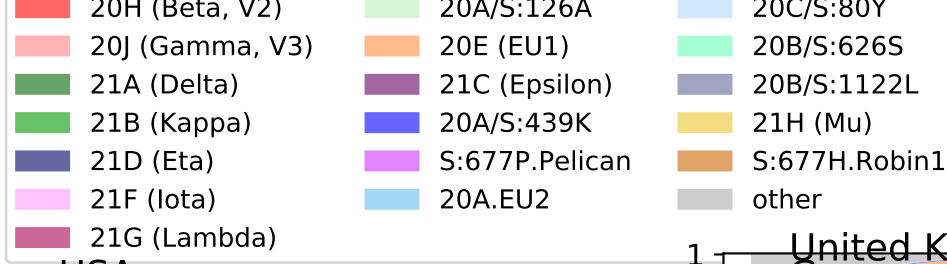 20H (Beta, V2) 20A/S:126A 20C/S:80Y
20J (Gamma, V3) 20E (EU1) 20B/S:626S
21A (Delta) 21C (Epsilon) 20B/S:1122L
21B (Kappa) 20A/S:439K 21H (Mu)
21D (Eta) S:677P.Pelican S:677H.Robin1
21F (Iota) 20A.EU2 other
21G (Lambda)
United K
1
USA